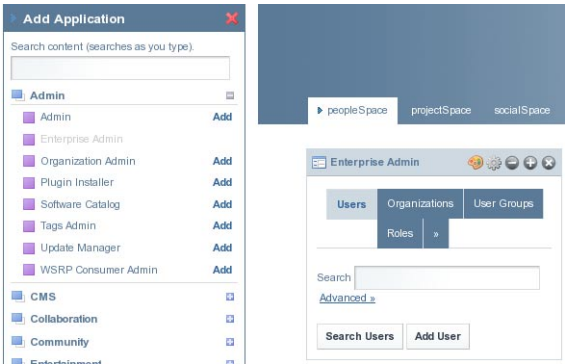 Add Application
Search content (searches as you type).
Admin
Admin Add
Enterprise Admin
Organization Admin Add
Plugin Installer Add
Software Catalog Add
Tags Admin Add
Update Manager Add
WSRP Consumer Admin Add
CMS
Collaboration
Community
Entertainment
peopleSpace projectSpace socialSpace
Enterprise Admin
Users Organizations User Groups
Roles »
Search
Advanced »
Search Users Add User